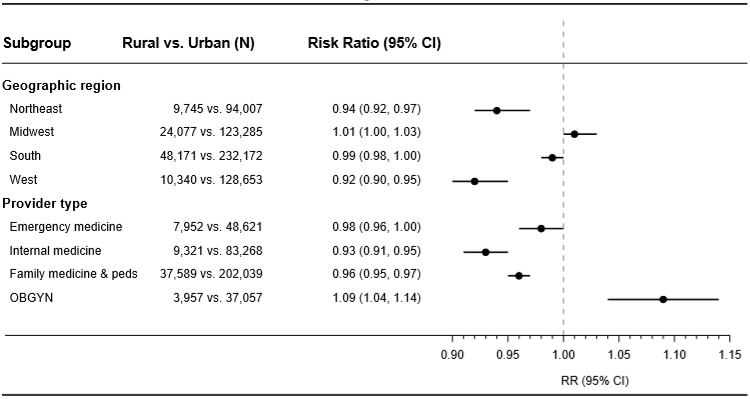 Subgroup Rural vs. Urban (N) Risk Ratio (95% CI)
Geographic region
Northeast 9,745 vs. 94,007 0.94 (0.92, 0.97)
Midwest 24,077 vs. 123,285 1.01 (1.00, 1.03)
South 48,171 vs. 232,172 0.99 (0.98, 1.00)
West 10,340 vs. 128,653 0.92 (0.90, 0.95)
Provider type
Emergency medicine 7,952 vs. 48,621 0.98 (0.96, 1.00)
Internal medicine 9,321 vs. 83,268 0.93 (0.91, 0.95)
Family medicine & peds 37,589 vs. 202,039 0.96 (0.95, 0.97)
OBGYN 3,957 vs. 37,057 1.09 (1.04, 1.14)
0.90 0.95 1.00 1.05 1.10 1.15
RR (95% CI)